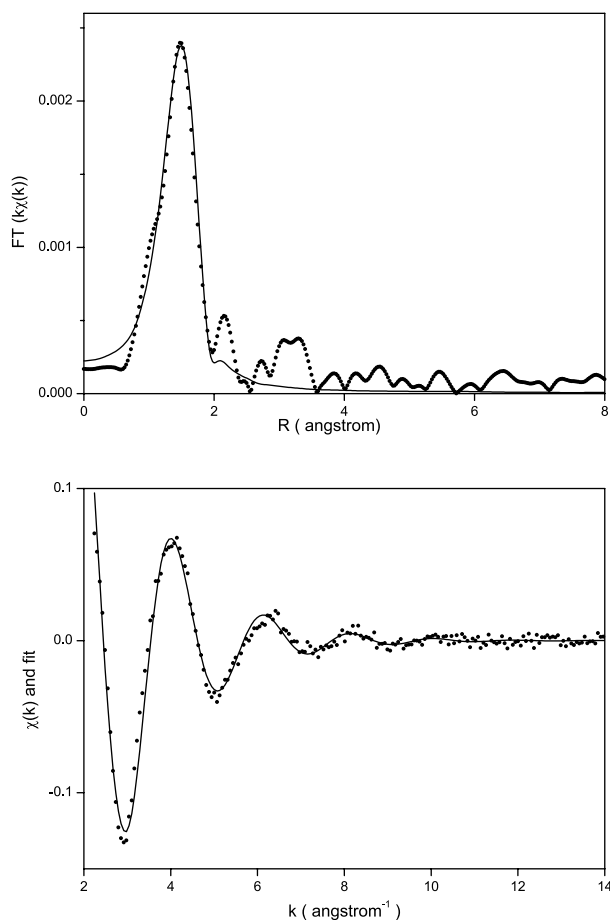 0.002
0.001
0.000
FT (kχ(k))
0 2 4 6 8
R ( angstrom)
0.1
0.0
-0.1
χ(k) and fit
2 4 6 8 10 12 14
k ( angstrom⁻¹ )